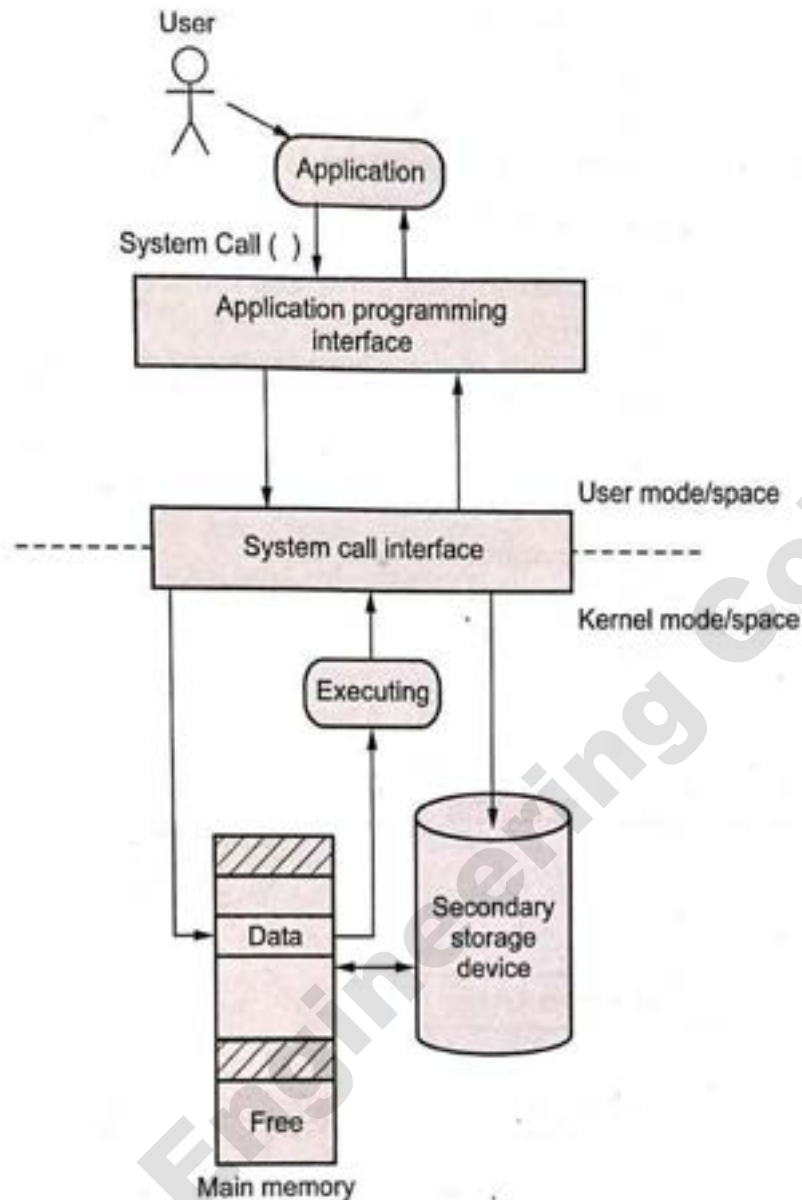 User
Application
System Call ( )
Application programming
interface
User mode/space
System call interface
Kernel mode/space
Executing
Data
Secondary
storage
device
Free
Main memory
Engineering